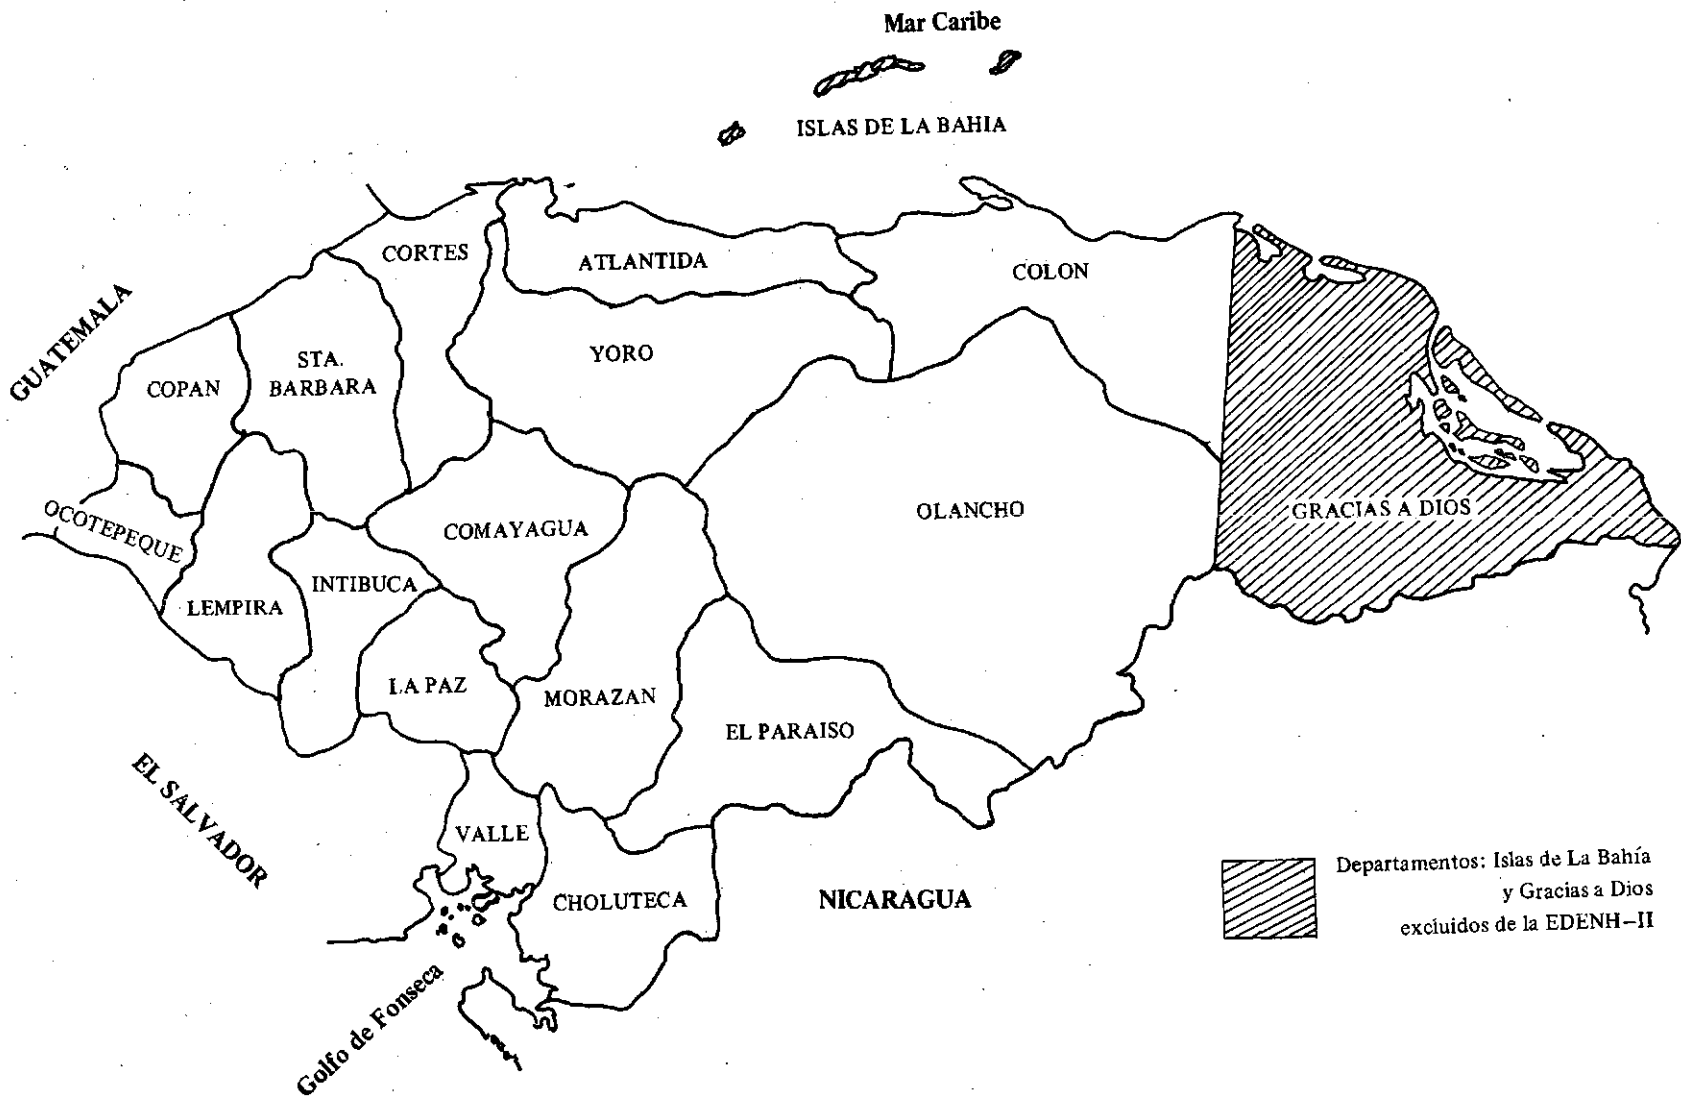 Mar Caribe
ISLAS DE LA BAHIA
CORTES
ATLANTIDA
COLON
GUATEMALA
STA.
BARBARA
YORO
COPAN
OCOTEPEQUE
COMAYAGUA
OLANCHO
GRACIAS A DIOS
LEMPIRA
INTIBUCA
LA PAZ
MORAZAN
EL PARAISO
EL SALVADOR
VALLE
CHOLUTECA
NICARAGUA
Golfo de Fonseca
Departamentos: Islas de La Bahía
y Gracias a Dios
excluidos de la EDENH–II